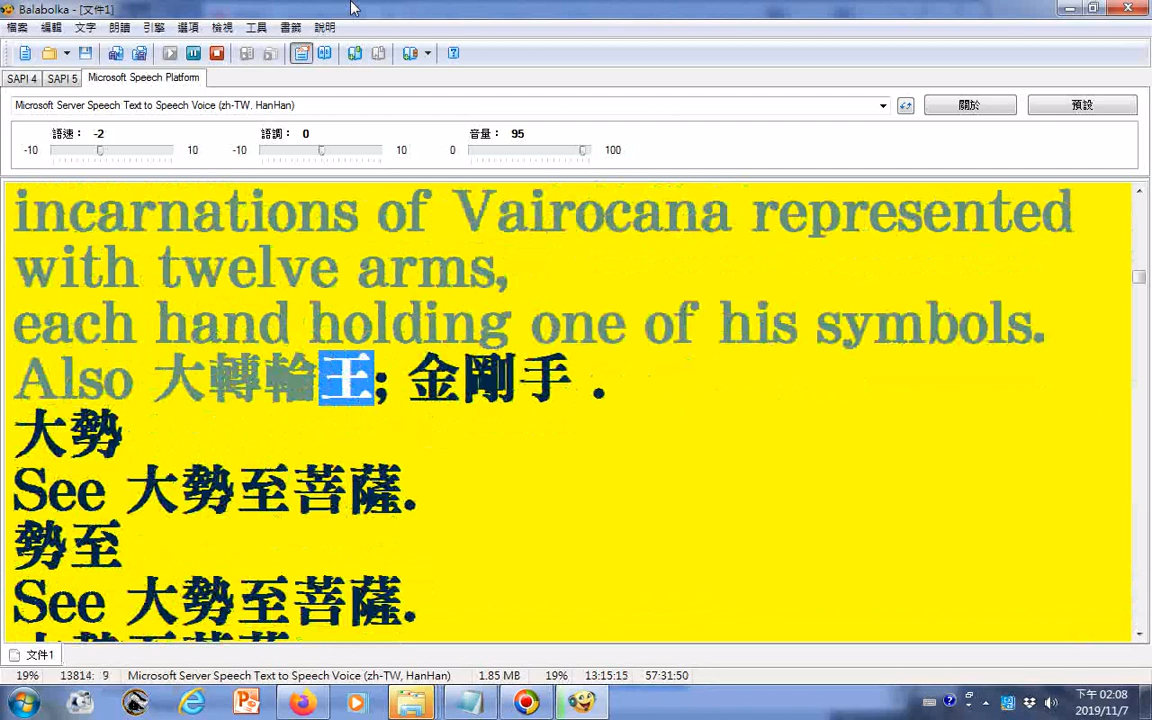 Balabolka - [文件1]
檔案 編輯 文字 朗讀 引擎 選項 檢視 工具 書籤 說明
SAPI 4 SAPI 5 Microsoft Speech Platform
Microsoft Server Speech Text to Speech Voice (zh-TW, HanHan) 關於 預設
語速： -2 語調： 0 音量： 95
-10 10 -10 10 0 100
incarnations of Vairocana represented
with twelve arms,
each hand holding one of his symbols.
Also 大轉輪王; 金剛手 .
大勢
See 大勢至菩薩.
勢至
See 大勢至菩薩.
大勢至菩薩
文件1
19% 13814: 9 Microsoft Server Speech Text to Speech Voice (zh-TW, HanHan) 1.85 MB 19% 13:15:15 57:31:50
下午 02:08
2019/11/7